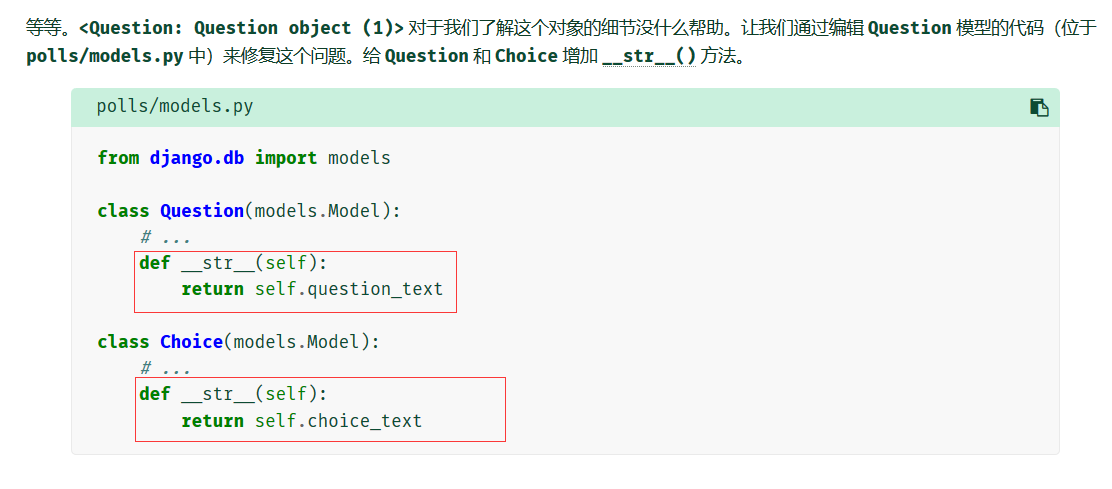 等等。<Question: Question object (1)> 对于我们了解这个对象的细节没什么帮助。让我们通过编辑 Question 模型的代码（位于
polls/models.py 中）来修复这个问题。给 Question 和 Choice 增加 __str__() 方法。
polls/models.py
from django.db import models
class Question(models.Model):
    # ...
    def __str__(self):
        return self.question_text
class Choice(models.Model):
    # ...
    def __str__(self):
        return self.choice_text